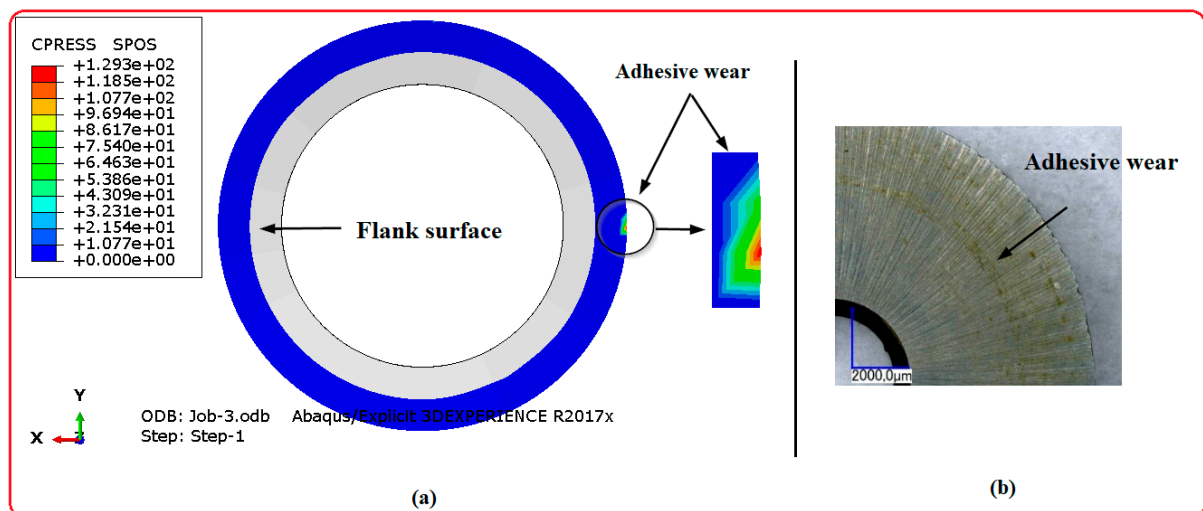 CPRESS SPOS
+1.293e+02
+1.185e+02
+1.077e+02
+9.694e+01
+8.617e+01
+7.540e+01
+6.463e+01
+5.386e+01
+4.309e+01
+3.231e+01
+2.154e+01
+1.077e+01
+0.000e+00
Adhesive wear
Flank surface
Y
X
Z
ODB: Job-3.odb Abaqus/Explicit 3DEXPERIENCE R2017x
Step: Step-1
(a)
Adhesive wear
2000,0µm
(b)